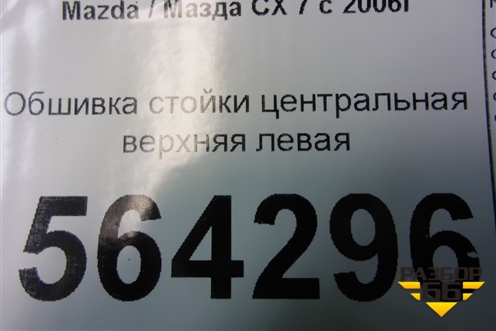 Mazda / Мазда CX 7 с 2006г
Обшивка стойки центральная
верхняя левая
564296
РАЗБОР
66